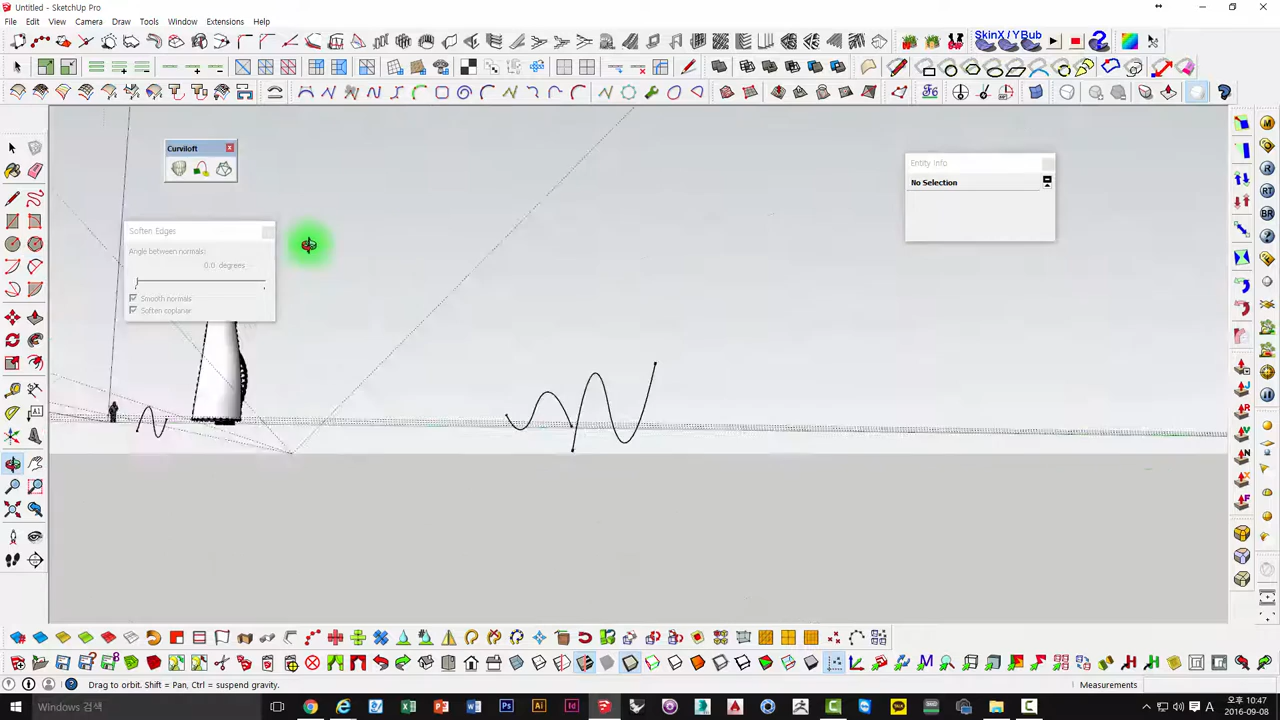 Untitled - SketchUp Pro
File Edit View Camera Draw Tools Window Extensions Help
SkinX / YBub
Curviloft
Entity Info
No Selection
Soften Edges
Angle between normals:
0.0 degrees
Smooth normals
Soften coplanar
Drag to orbit. Shift = Pan, Ctrl = suspend gravity.
Measurements
Windows 검색
오후 10:47
2016-09-08